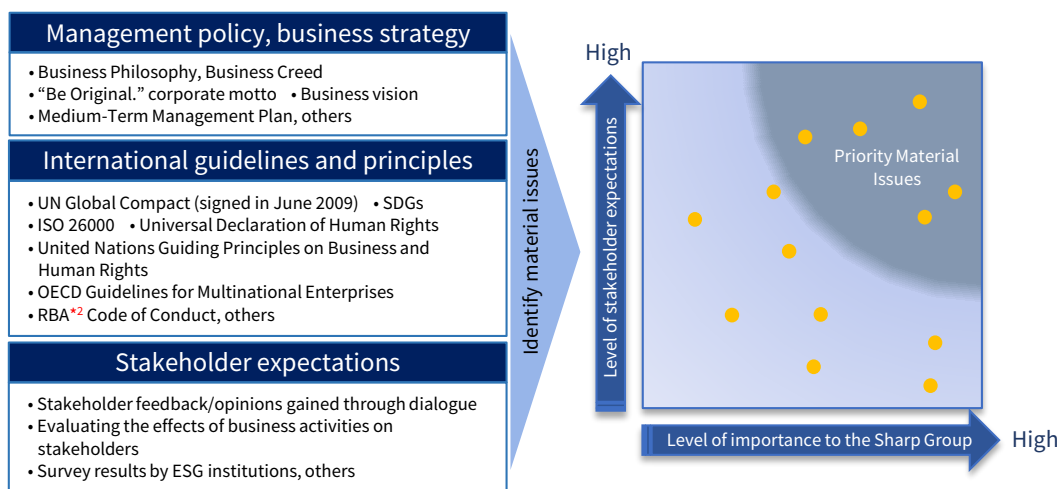 Management policy, business strategy
• Business Philosophy, Business Creed
• “Be Original.” corporate motto • Business vision
• Medium-Term Management Plan, others
International guidelines and principles
• UN Global Compact (signed in June 2009) • SDGs
• ISO 26000 • Universal Declaration of Human Rights
• United Nations Guiding Principles on Business and
Human Rights
• OECD Guidelines for Multinational Enterprises
• RBA*2 Code of Conduct, others
Stakeholder expectations
• Stakeholder feedback/opinions gained through dialogue
• Evaluating the effects of business activities on
stakeholders
• Survey results by ESG institutions, others
Identify material issues
High
Level of stakeholder expectations
Priority Material
Issues
Level of importance to the Sharp Group
High